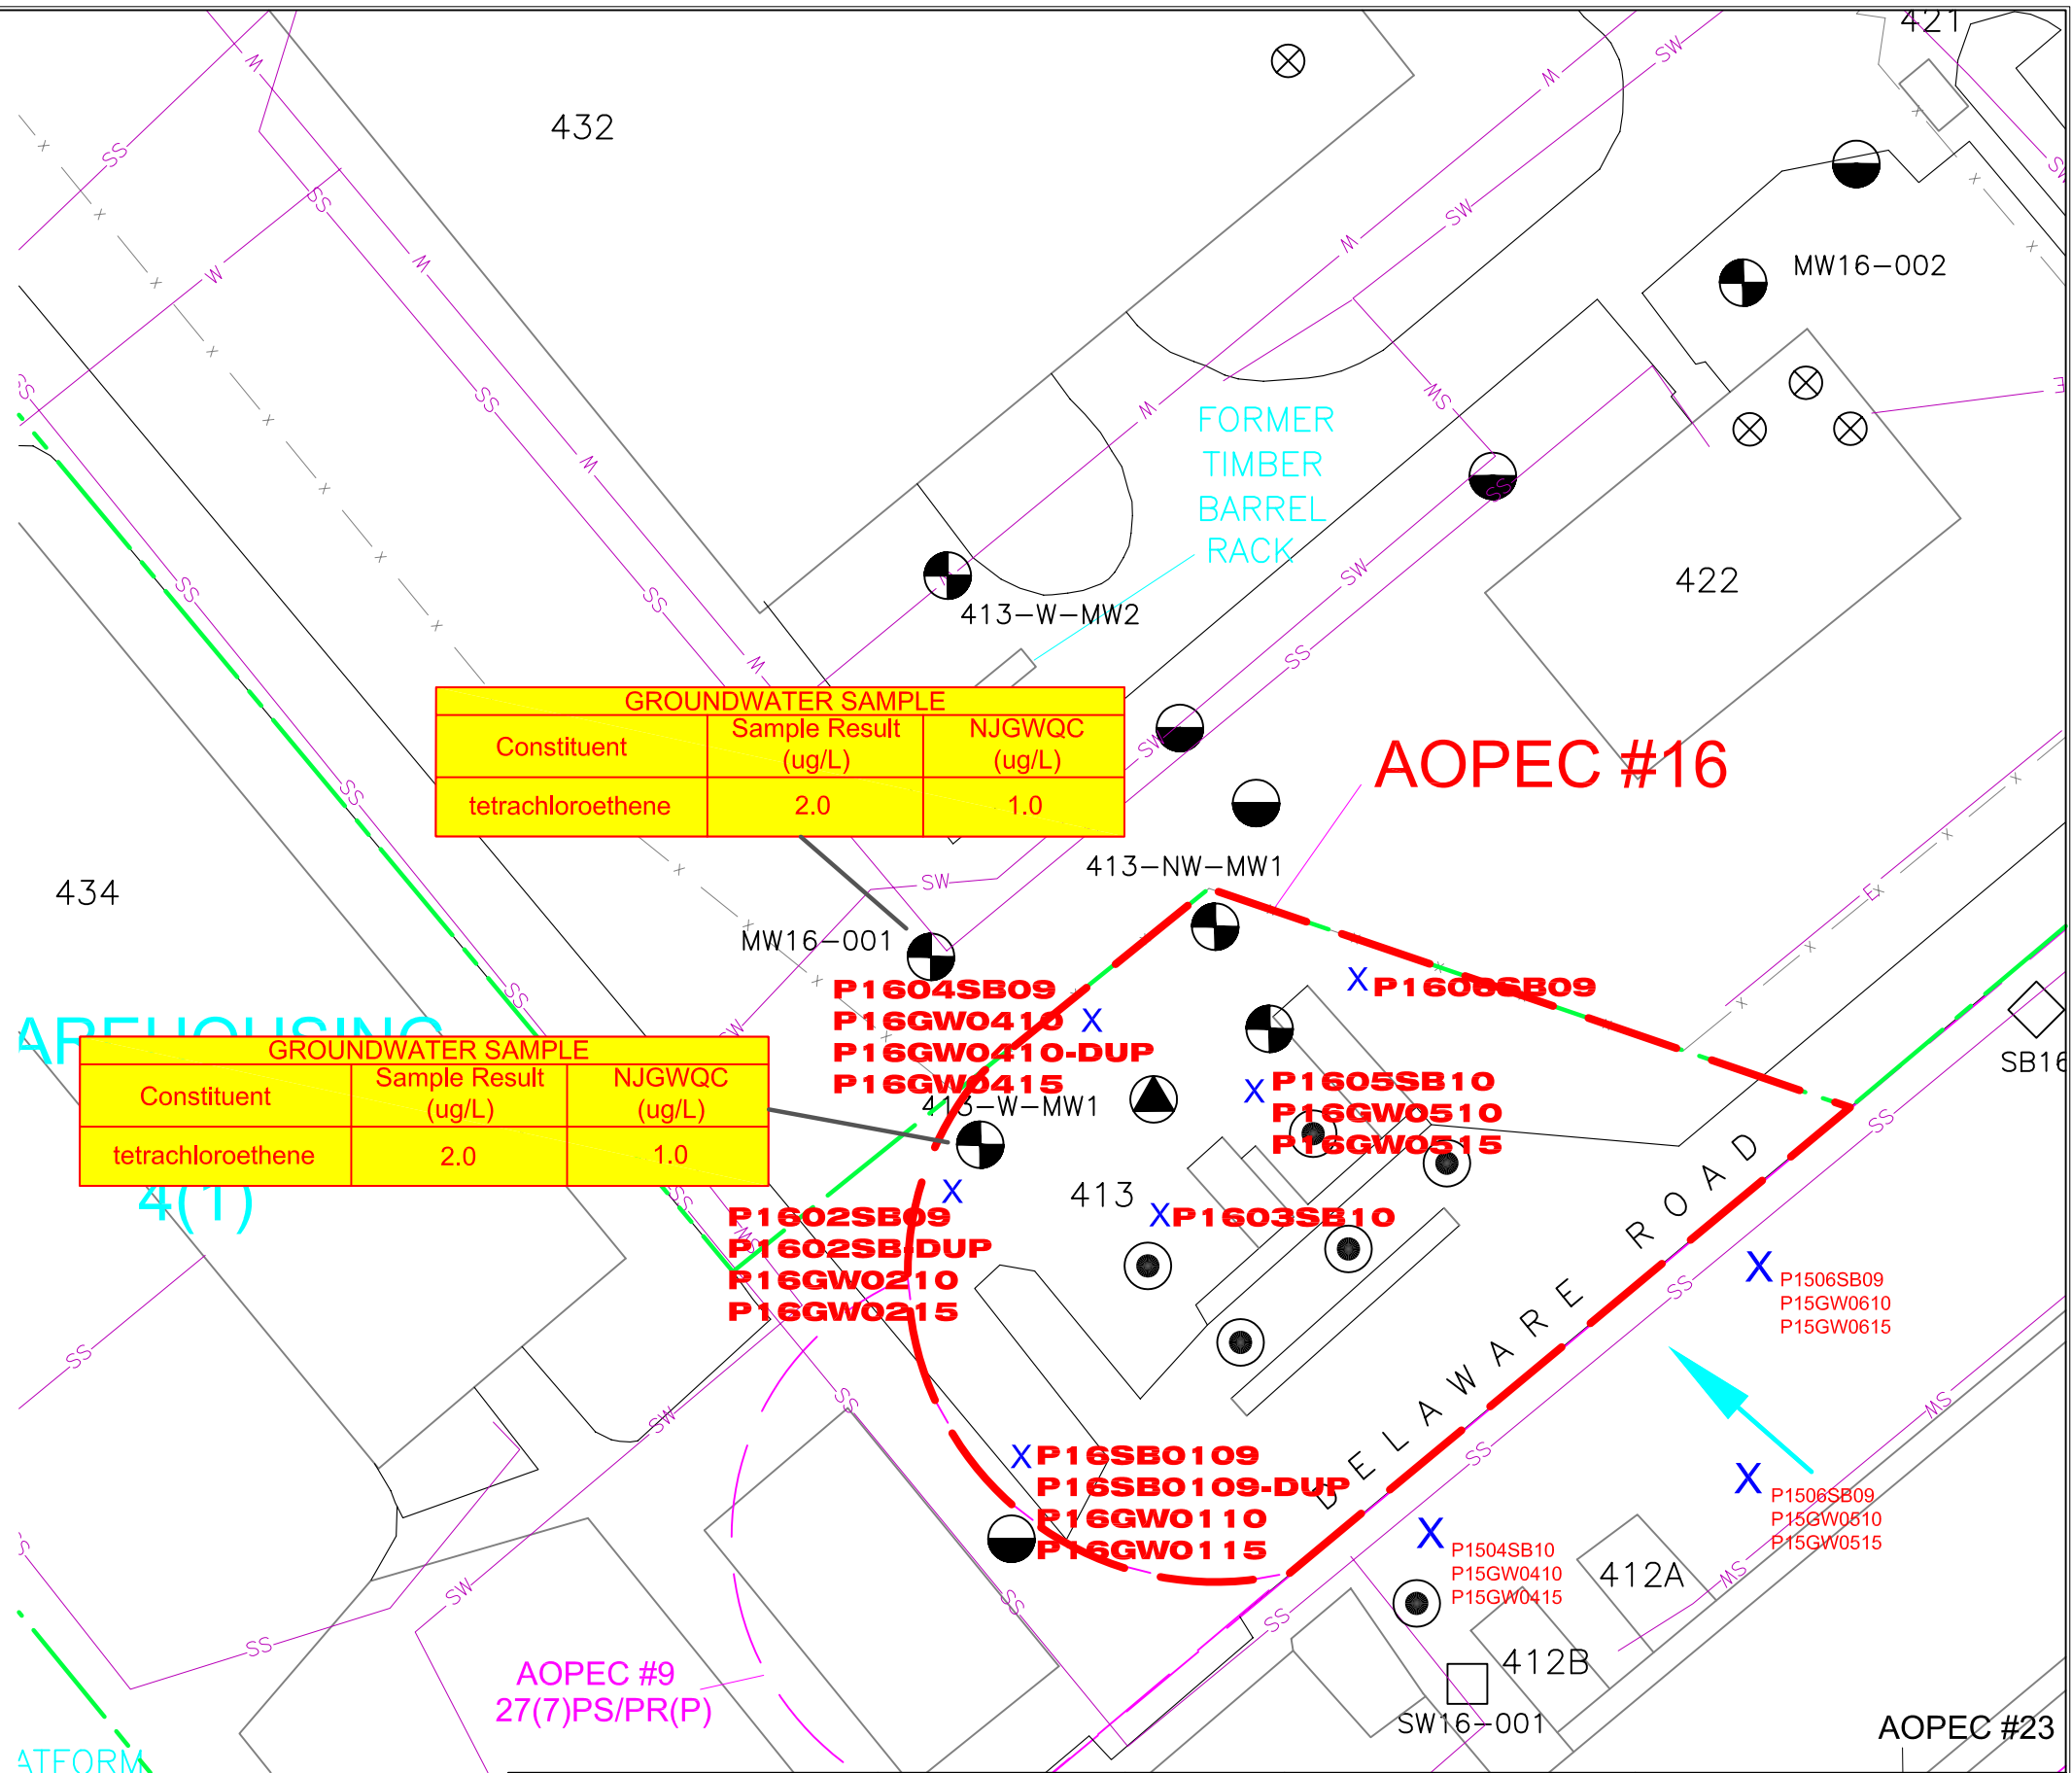 421
432
MW16-002
FORMER
TIMBER
BARREL
RACK
422
413-W-MW2
GROUNDWATER SAMPLE
Constituent Sample Result (ug/L) NJGWQC (ug/L)
tetrachloroethene 2.0 1.0
AOPEC #16
413-NW-MW1
434
MW16-001
P1604SB09
P16GW0410 X
P16GW0410-DUP
P16GW0415
413-W-MW1
X
SB16
X P1605SB10
P16GW0510
P16GW0515
GROUNDWATER SAMPLE
Constituent Sample Result (ug/L) NJGWQC (ug/L)
tetrachloroethene 2.0 1.0
4(1)
X
413
X P1603SB10
P1602SB09
P1602SB-DUP
P16GW0210
P16GW0215
DELAWARE ROAD
X P1506SB09
P15GW0610
P15GW0615
X P16SB0109
P16SB0109-DUP
P16GW0110
P16GW0115
X P1506SB09
P15GW0510
P15GW0515
X P1504SB10
P15GW0410
P15GW0415
412A
412B
SW16-001
AOPEC #9
27(7)PS/PR(P)
AOPEC #23
ATFORM
W
SS
SW
E